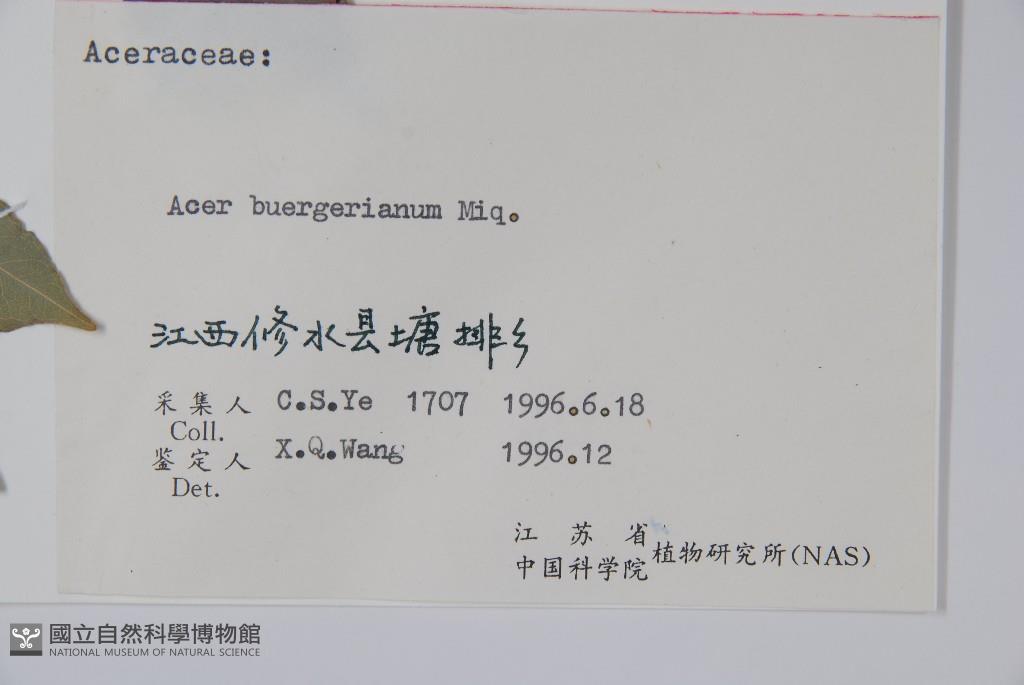 Aceraceae:
Acer buergerianum Miq.
江西修水县塘排乡
采集人 C.S.Ye 1707 1996.6.18
Coll.
鉴定人 X.Q.Wang 1996.12
Det.
江苏省
中国科学院植物研究所(NAS)
國立自然科學博物館
NATIONAL MUSEUM OF NATURAL SCIENCE